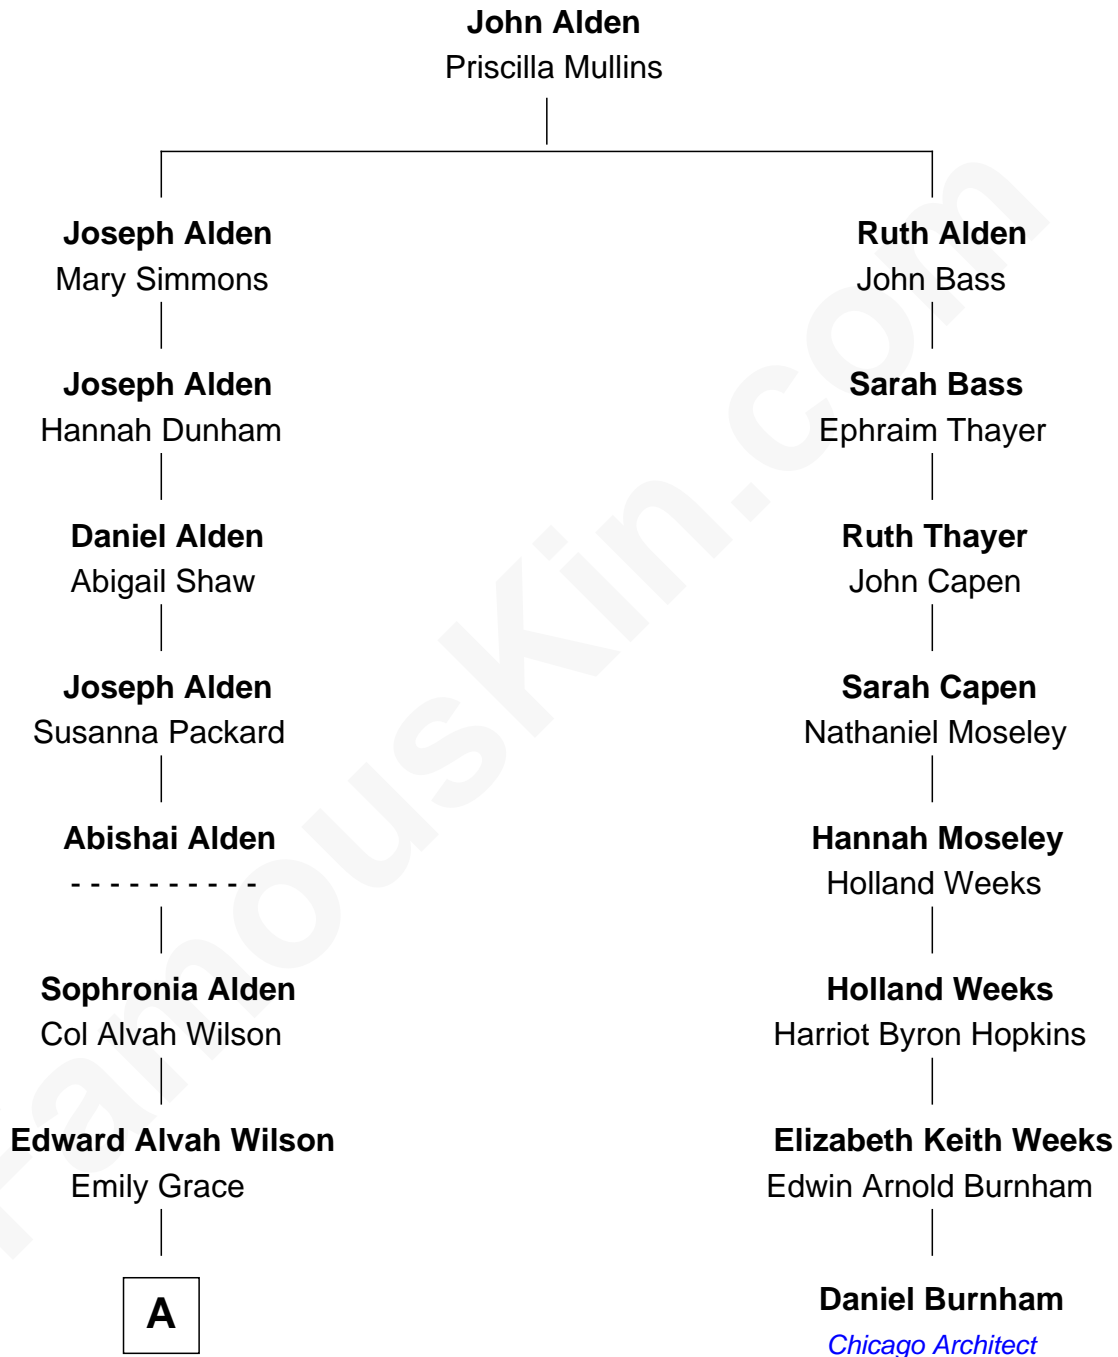 John Alden
Priscilla Mullins
Joseph Alden
Mary Simmons
Ruth Alden
John Bass
Joseph Alden
Hannah Dunham
Sarah Bass
Ephraim Thayer
Daniel Alden
Abigail Shaw
Ruth Thayer
John Capen
Joseph Alden
Susanna Packard
Sarah Capen
Nathaniel Moseley
Abishai Alden
- - - - - - - - - -
Hannah Moseley
Holland Weeks
Sophronia Alden
Col Alvah Wilson
Holland Weeks
Harriot Byron Hopkins
Edward Alvah Wilson
Emily Grace
Elizabeth Keith Weeks
Edwin Arnold Burnham
A
Daniel Burnham
Chicago Architect
FamousKin.com